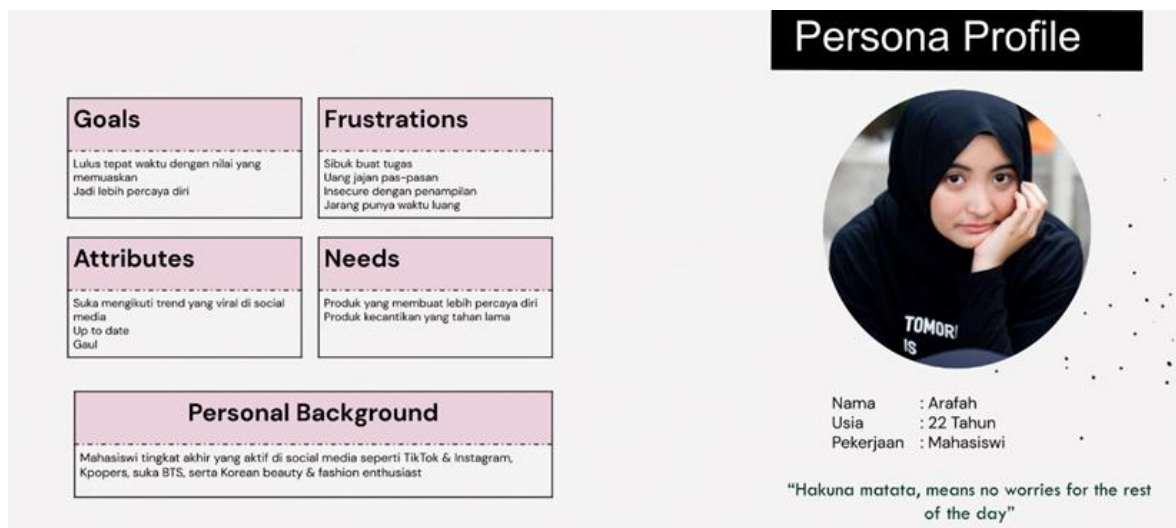 Persona Profile
Goals
Lulus tepat waktu dengan nilai yang
memuaskan
Jadi lebih percaya diri
Frustrations
Sibuk buat tugas
Uang jajan pas-pasan
Insecure dengan penampilan
Jarang punya waktu luang
Attributes
Suka mengikuti trend yang viral di social
media
Up to date
Gaul
Needs
Produk yang membuat lebih percaya diri
Produk kecantikan yang tahan lama
Personal Background
Mahasiswi tingkat akhir yang aktif di social media seperti TikTok & Instagram,
Kpopers, suka BTS, serta Korean beauty & fashion enthusiast
TOMOR
IS
Nama : Arafah
Usia : 22 Tahun
Pekerjaan : Mahasiswi
“Hakuna matata, means no worries for the rest
of the day”